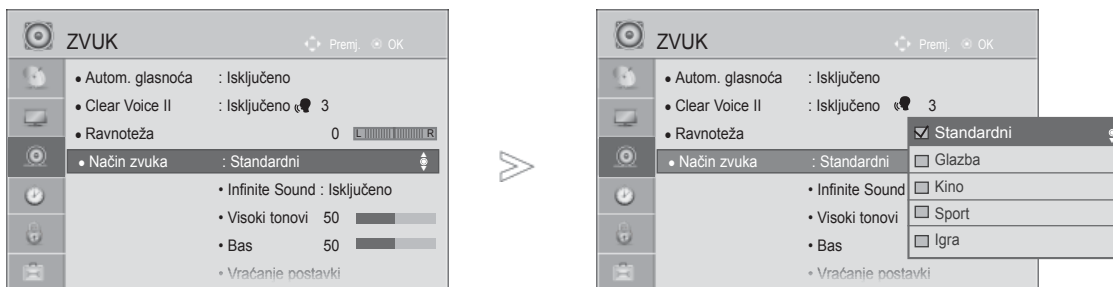 ZVUK
Premj. OK
• Autom. glasnoća : Isključeno
• Clear Voice II : Isključeno 3
• Ravnoteža 0 L R
• Način zvuka : Standardni
• Infinite Sound : Isključeno
• Visoki tonovi 50
• Bas 50
• Vraćanje postavki
ZVUK
Premj. OK
• Autom. glasnoća : Isključeno
• Clear Voice II : Isključeno 3
• Ravnoteža
• Način zvuka : Standardni
• Infinite Sound
• Visoki tonovi
• Bas
• Vraćanje postavki
Standardni
Glazba
Kino
Sport
Igra